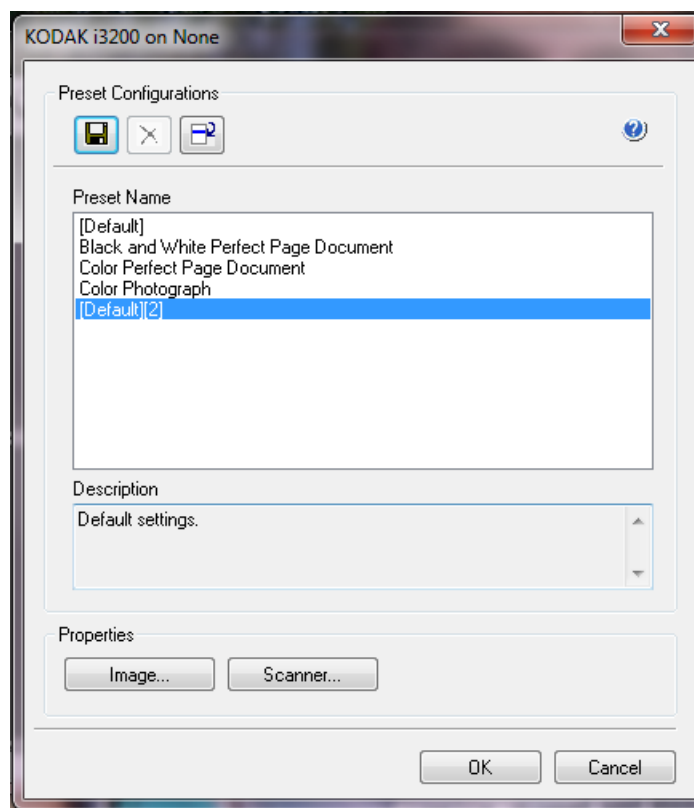 KODAK i3200 on None
Preset Configurations
Preset Name
[Default]
Black and White Perfect Page Document
Color Perfect Page Document
Color Photograph
[Default][2]
Description
Default settings.
Properties
Image...
Scanner...
OK
Cancel